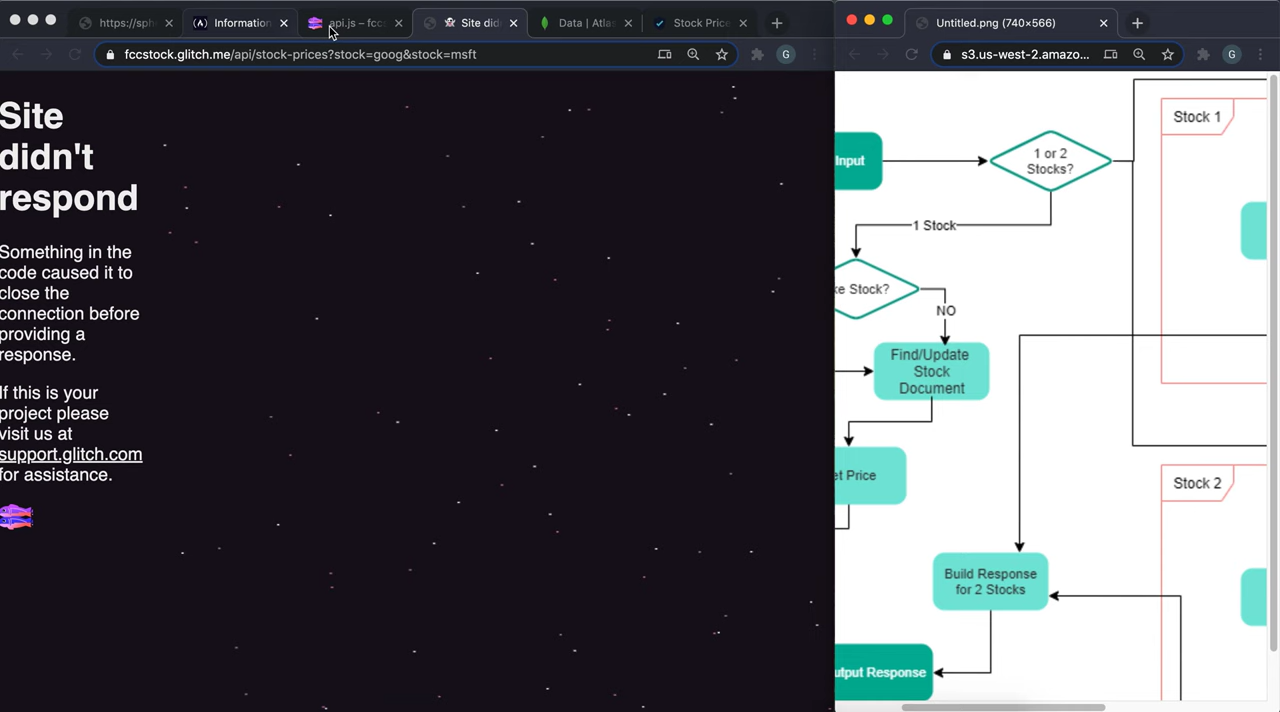 https://sph
Information
api.js – fcc
Site did
Data | Atlas
Stock Price
fccstock.glitch.me/api/stock-prices?stock=goog&stock=msft
G
Site
didn't
respond
Something in the
code caused it to
close the
connection before
providing a
response.
If this is your
project please
visit us at
support.glitch.com
for assistance.
Untitled.png (740×566)
s3.us-west-2.amazo...
G
Input
1 or 2
Stocks?
Stock 1
1 Stock
ke Stock?
NO
Find/Update
Stock
Document
et Price
Stock 2
Build Response
for 2 Stocks
utput Response